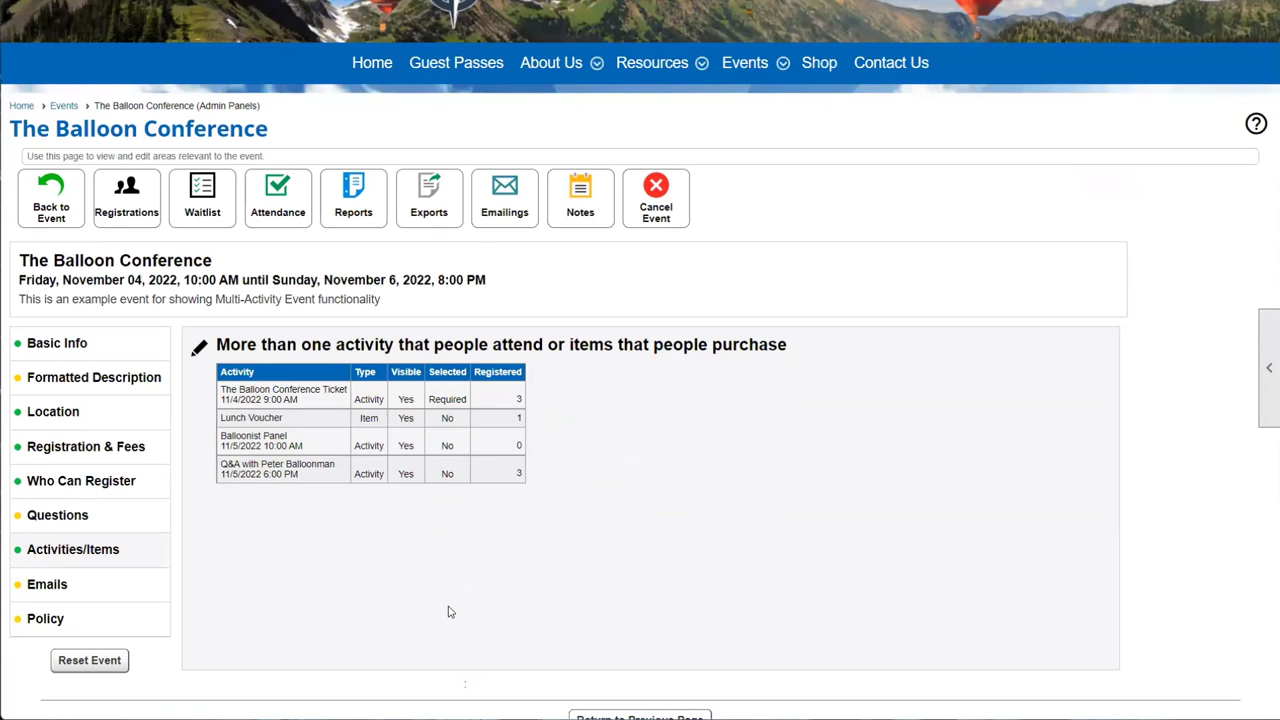 Home Guest Passes About Us Resources Events Shop Contact Us
Home Events The Balloon Conference (Admin Panels)
The Balloon Conference
Use this page to view and edit areas relevant to the event.
Back to Event
Registrations
Waitlist
Attendance
Reports
Exports
Emailings
Notes
Cancel Event
The Balloon Conference
Friday, November 04, 2022, 10:00 AM until Sunday, November 6, 2022, 8:00 PM
This is an example event for showing Multi-Activity Event functionality
Basic Info
Formatted Description
Location
Registration & Fees
Who Can Register
Questions
Activities/Items
Emails
Policy
Reset Event
More than one activity that people attend or items that people purchase
Activity Type Visible Selected Registered
The Balloon Conference Ticket
11/4/2022 9:00 AM Activity Yes Required 3
Lunch Voucher Item Yes No 1
Balloonist Panel
11/5/2022 10:00 AM Activity Yes No 0
Q&A with Peter Balloonman
11/5/2022 6:00 PM Activity Yes No 3
:
Return to Previous Page